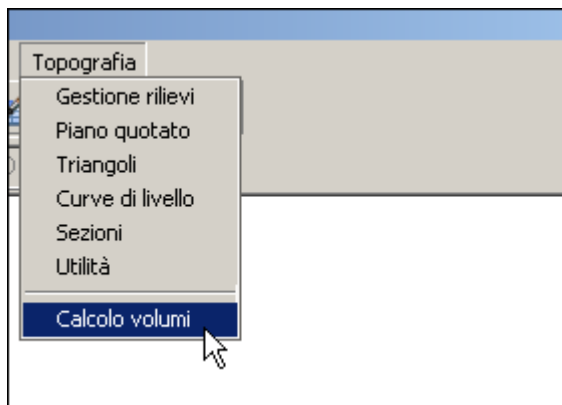 Topografia
Gestione rilievi
Piano quotato
Triangoli
Curve di livello
Sezioni
Utilità
Calcolo volumi